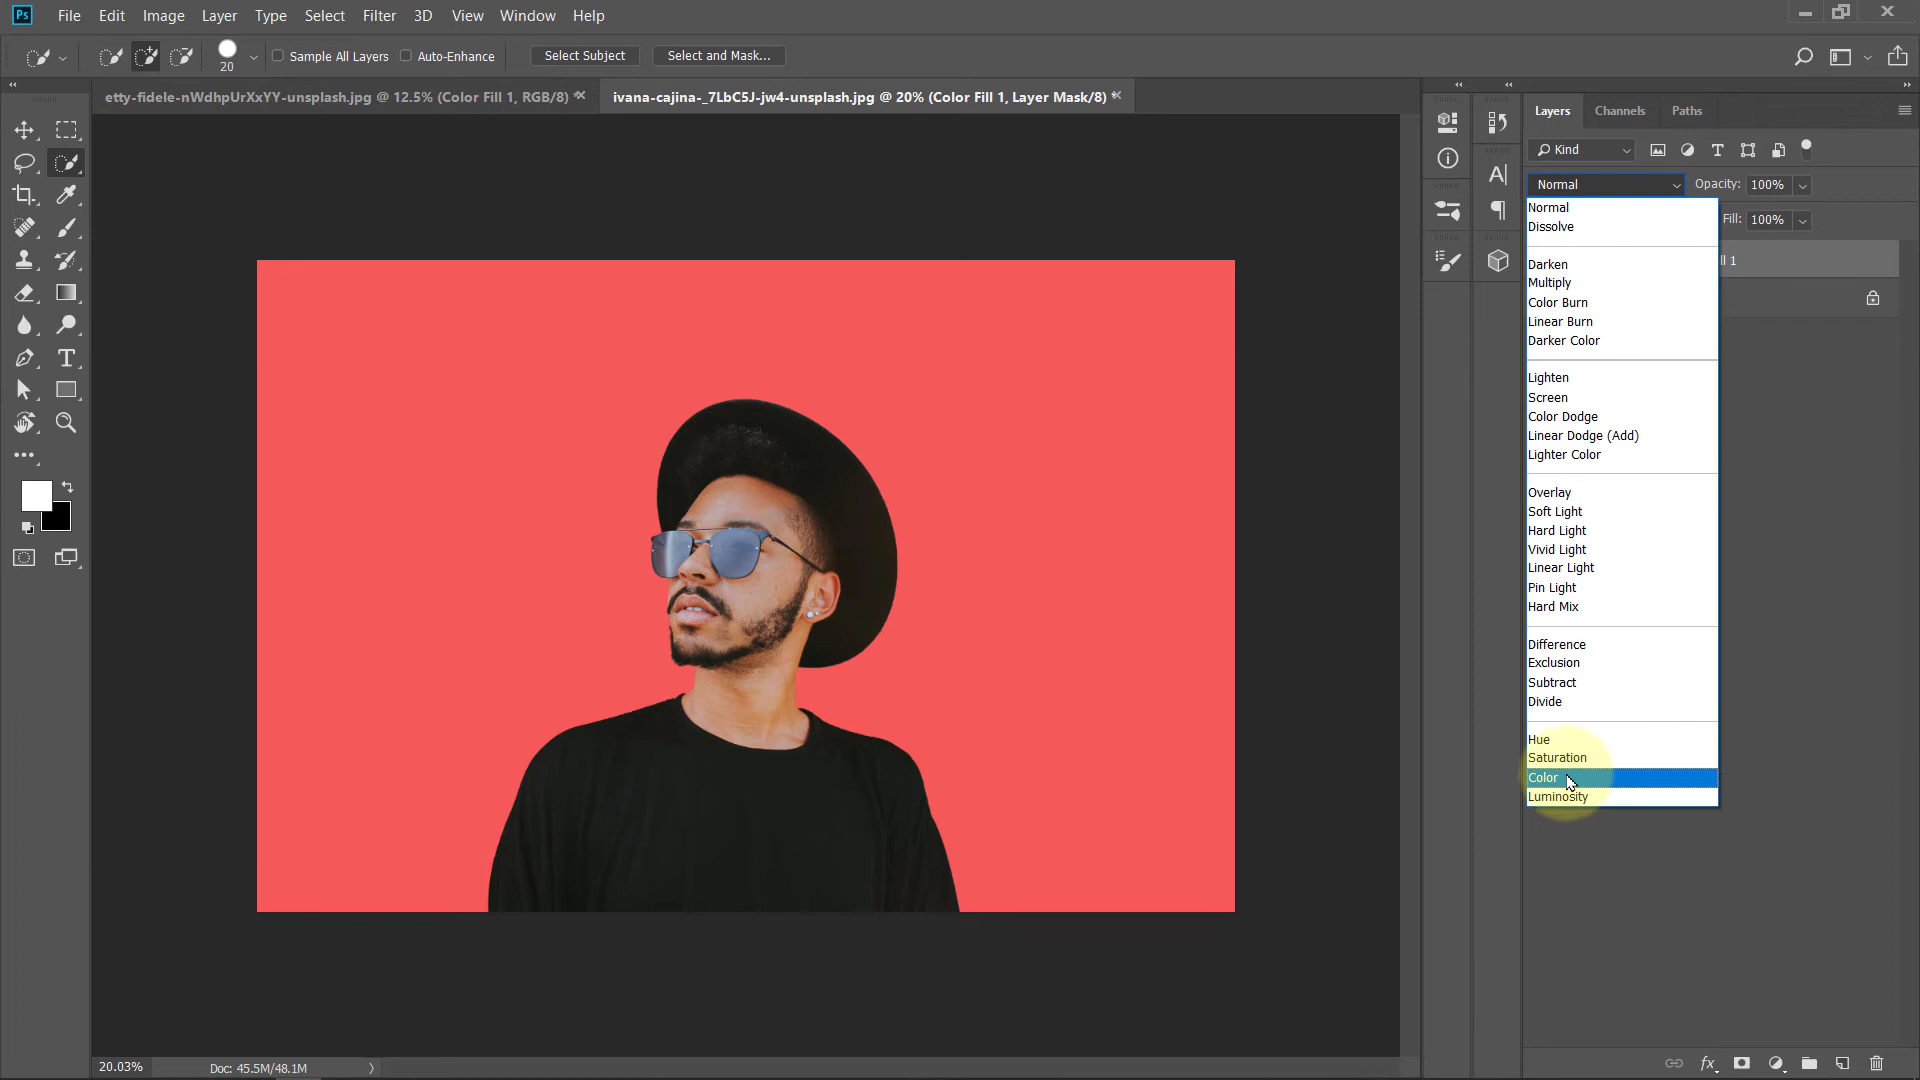 Ps File Edit Image Layer Type Select Filter 3D View Window Help
20 Sample All Layers Auto-Enhance Select Subject Select and Mask...
etty-fidele-nWdhpUrXxYY-unsplash.jpg @ 12.5% (Color Fill 1, RGB/8) * ivana-cajina-_7LbC5J-jw4-unsplash.jpg @ 20% (Color Fill 1, Layer Mask/8) *
Layers Channels Paths
Kind
Normal Opacity: 100%
Fill: 100%
ll 1
Normal
Dissolve
Darken
Multiply
Color Burn
Linear Burn
Darker Color
Lighten
Screen
Color Dodge
Linear Dodge (Add)
Lighter Color
Overlay
Soft Light
Hard Light
Vivid Light
Linear Light
Pin Light
Hard Mix
Difference
Exclusion
Subtract
Divide
Hue
Saturation
Color
Luminosity
20.03% Doc: 45.5M/48.1M
fx